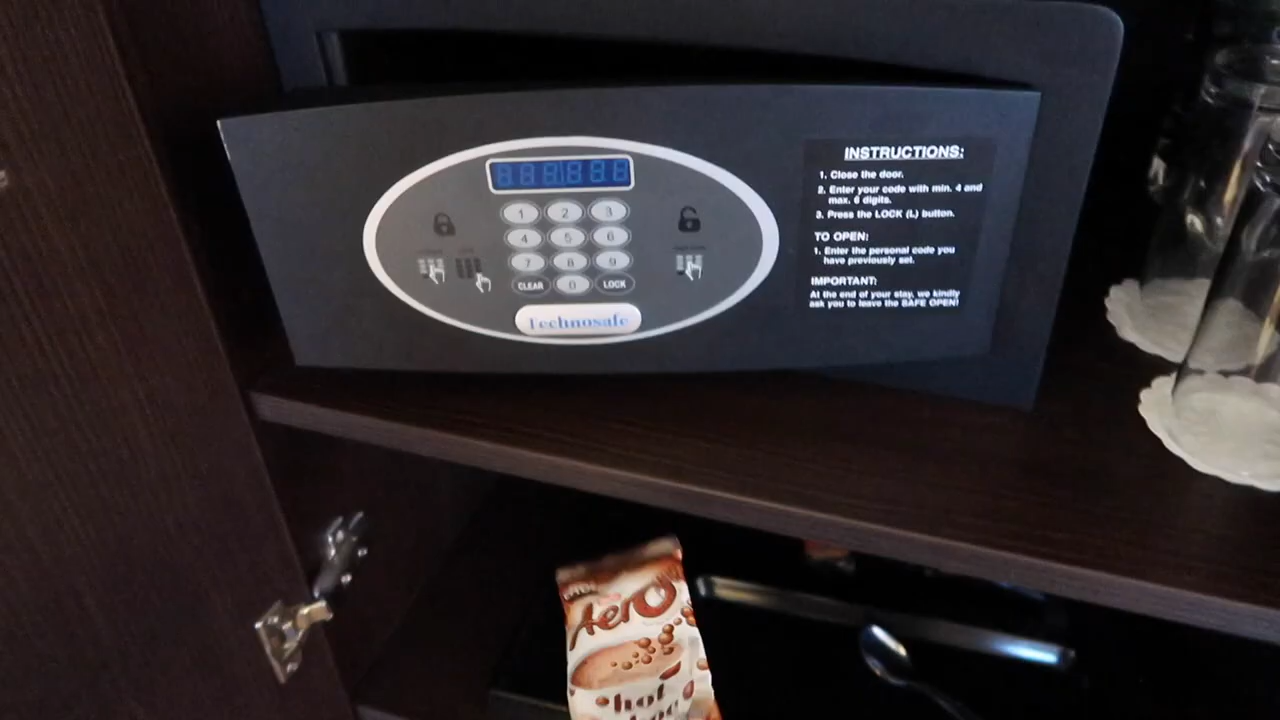 INSTRUCTIONS:
1. Close the door.
2. Enter your code with min. 4 and
max. 6 digits.
3. Press the LOCK (L) button.
TO OPEN:
1. Enter the personal code you
have previously set.
IMPORTANT:
At the end of your stay, we kindly
ask you to leave the SAFE OPEN!
1 2 3
4 5 6
7 8 9
CLEAR 0 LOCK
Technosafe
Aero
hot